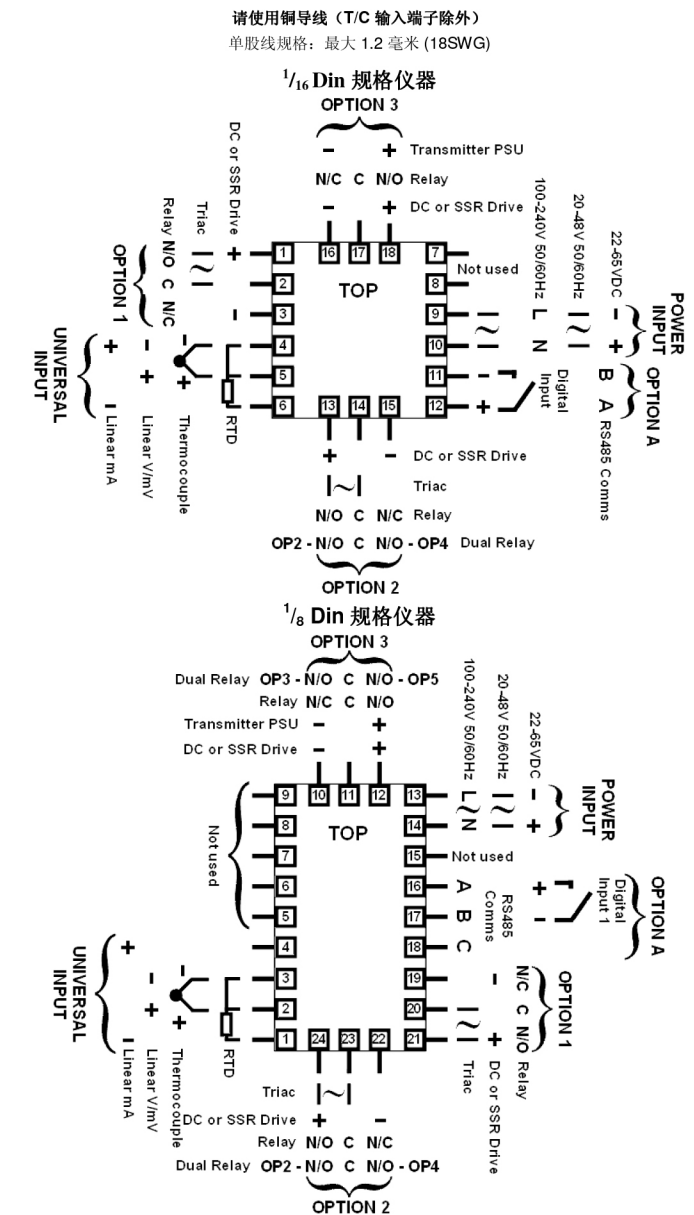 请使用铜导线（T/C 输入端子除外）
单股线规格：最大 1.2 毫米 (18SWG)
1/16 Din 规格仪器
OPTION 3
− + Transmitter PSU
N/C C N/O Relay
− + DC or SSR Drive
16 17 18
TOP
1
2
3
4
5
6
7
8
9
10
11
12
13 14 15
Not used
DC or SSR Drive
+
−
Triac
~
Relay N/O C N/C
OPTION 1
UNIVERSAL INPUT
+ − Linear mA
− + Linear V/mV
− + Thermocouple
RTD
100-240V 50/60Hz
L
N
20-48V 50/60Hz
~
22-65VDC
− +
POWER INPUT
− +
Digital Input
B A
RS485 Comms
OPTION A
+ − DC or SSR Drive
~ Triac
N/O C N/C Relay
OP2 - N/O C N/O - OP4 Dual Relay
OPTION 2
1/8 Din 规格仪器
OPTION 3
Dual Relay OP3 - N/O C N/O - OP5
Relay N/C C N/O
Transmitter PSU − +
DC or SSR Drive − +
10 11 12
TOP
9
8
7
6
5
4
3
2
1
13
14
15
16
17
18
19
20
21
24 23 22
Not used
100-240V 50/60Hz
L ~ N
20-48V 50/60Hz
~
22-65VDC
− +
POWER INPUT
Not used
A
B
C
RS485 Comms
+ −
Digital Input 1
OPTION A
UNIVERSAL INPUT
+ − Linear mA
− + Linear V/mV
− + Thermocouple
RTD
~
Triac
− + DC or SSR Drive
N/C C N/O Relay
OPTION 1
Triac ~
DC or SSR Drive + −
Relay N/O C N/C
Dual Relay OP2 - N/O C N/O - OP4
OPTION 2